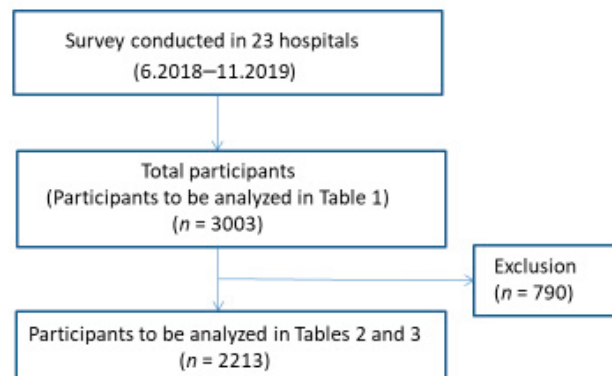 Survey conducted in 23 hospitals
(6.2018–11.2019)
Total participants
(Participants to be analyzed in Table 1)
(n = 3003)
Exclusion
(n = 790)
Participants to be analyzed in Tables 2 and 3
(n = 2213)